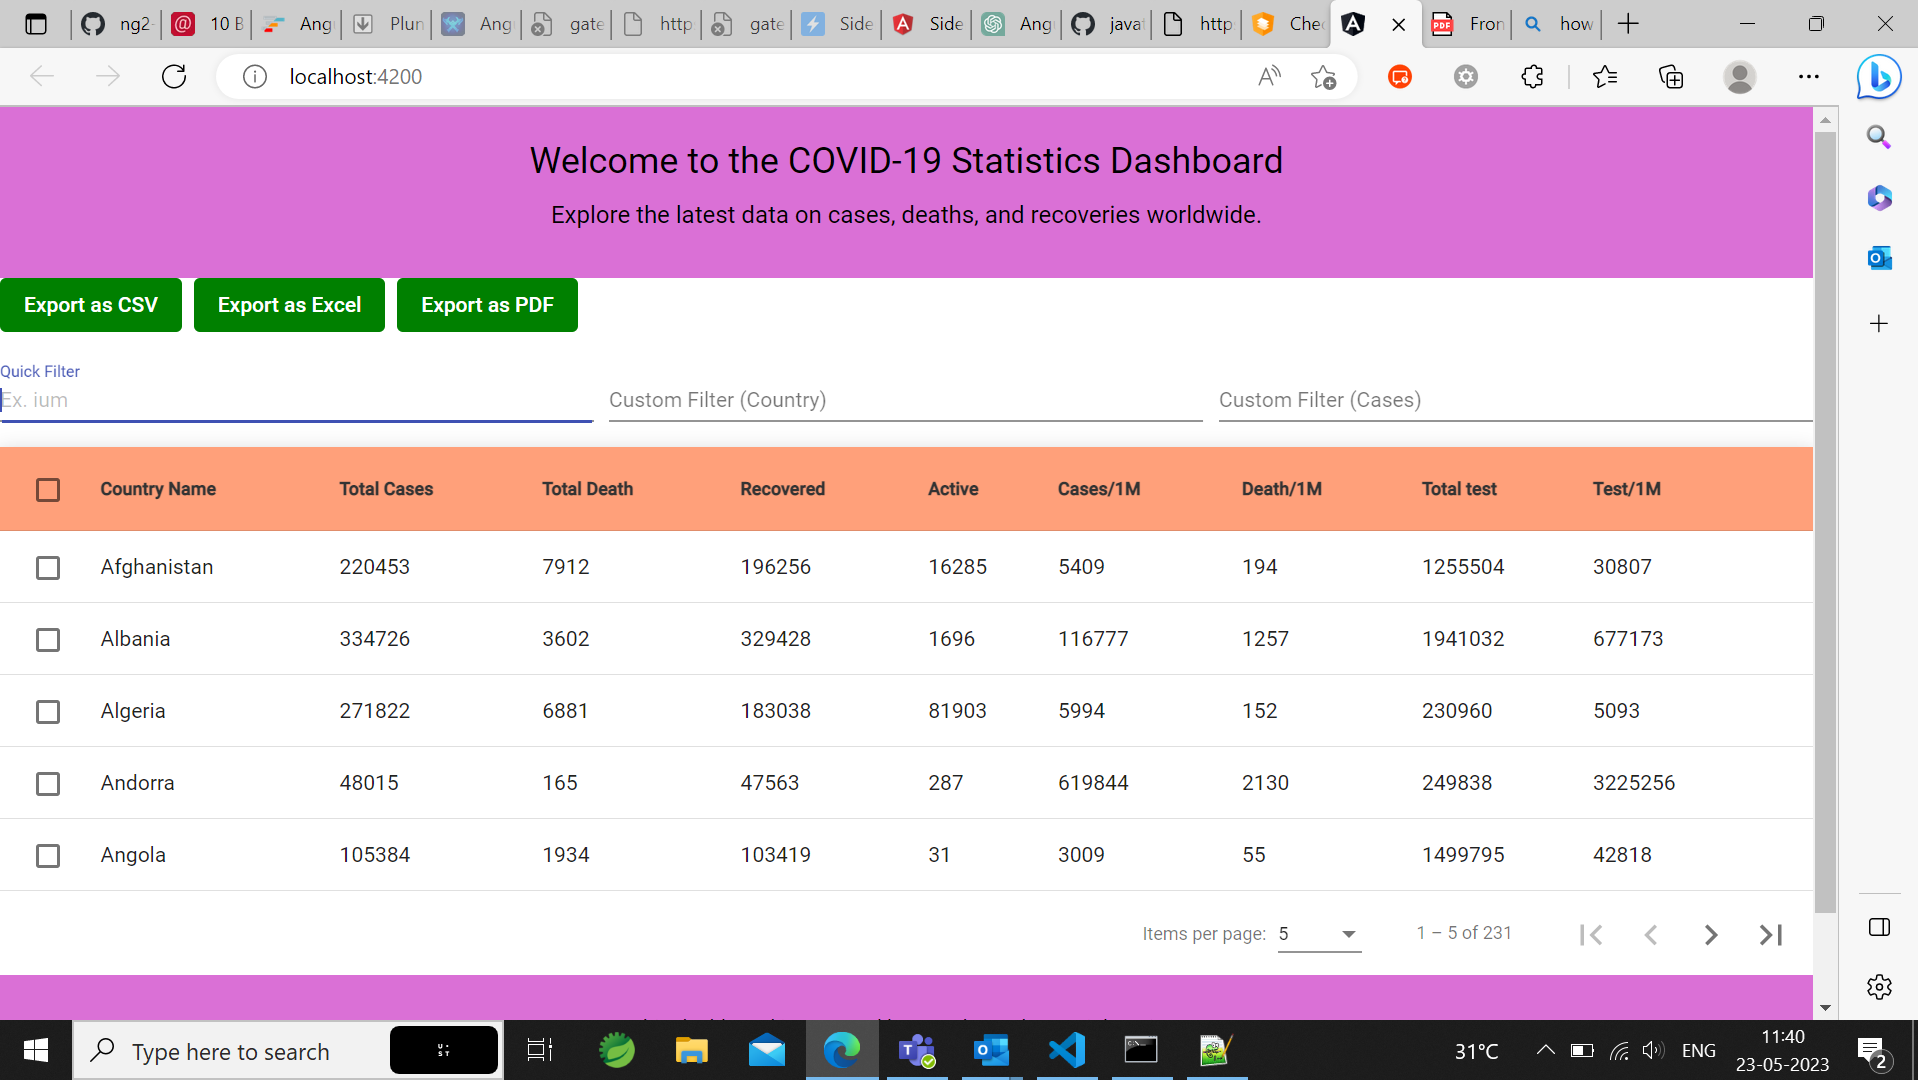 ng2- 10 B Ang Plun Ang gate http gate Side Side Ang javat http Chec Fron how
localhost:4200
Welcome to the COVID-19 Statistics Dashboard
Explore the latest data on cases, deaths, and recoveries worldwide.
Export as CSV Export as Excel Export as PDF
Quick Filter
Ex. ium Custom Filter (Country) Custom Filter (Cases)
Country Name Total Cases Total Death Recovered Active Cases/1M Death/1M Total test Test/1M
Afghanistan 220453 7912 196256 16285 5409 194 1255504 30807
Albania 334726 3602 329428 1696 116777 1257 1941032 677173
Algeria 271822 6881 183038 81903 5994 152 230960 5093
Andorra 48015 165 47563 287 619844 2130 249838 3225256
Angola 105384 1934 103419 31 3009 55 1499795 42818
Items per page: 5 1 – 5 of 231
Type here to search
31°C ENG 11:40
23-05-2023
2